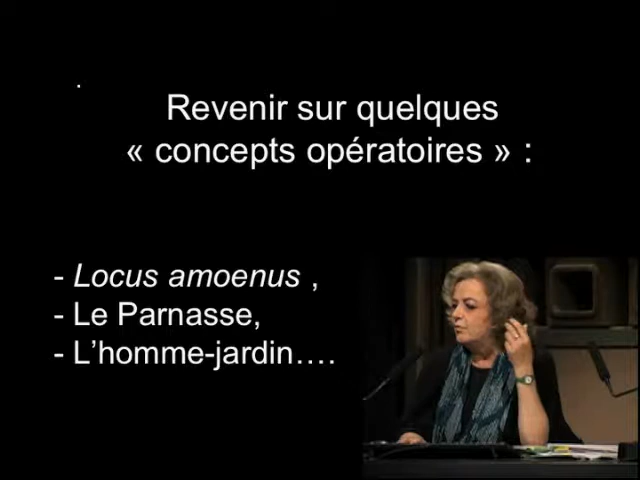 Revenir sur quelques
« concepts opératoires » :
- Locus amoenus ,
- Le Parnasse,
- L’homme-jardin….